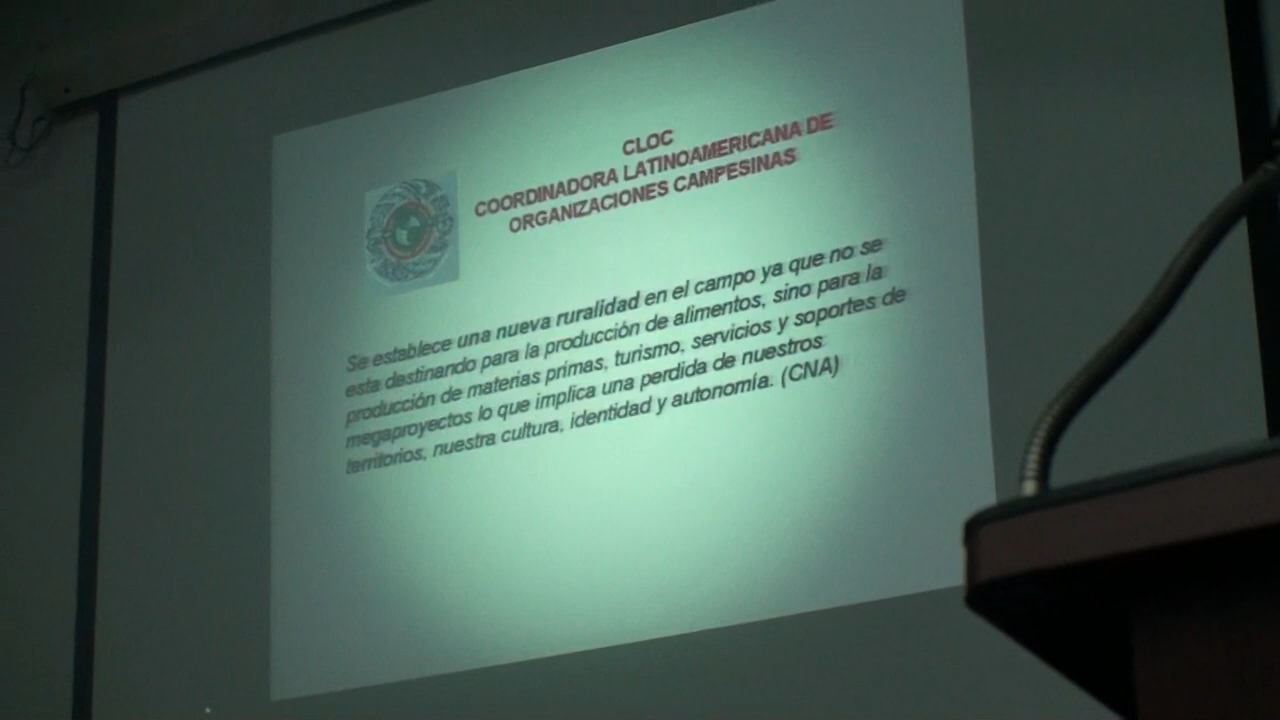 CLOC
COORDINADORA LATINOAMERICANA DE
ORGANIZACIONES CAMPESINAS
Se establece una nueva ruralidad en el campo ya que no se
esta destinando para la producción de alimentos, sino para la
producción de materias primas, turismo, servicios y soportes de
megaproyectos lo que implica una perdida de nuestros
territorios, nuestra cultura, identidad y autonomía. (CNA)